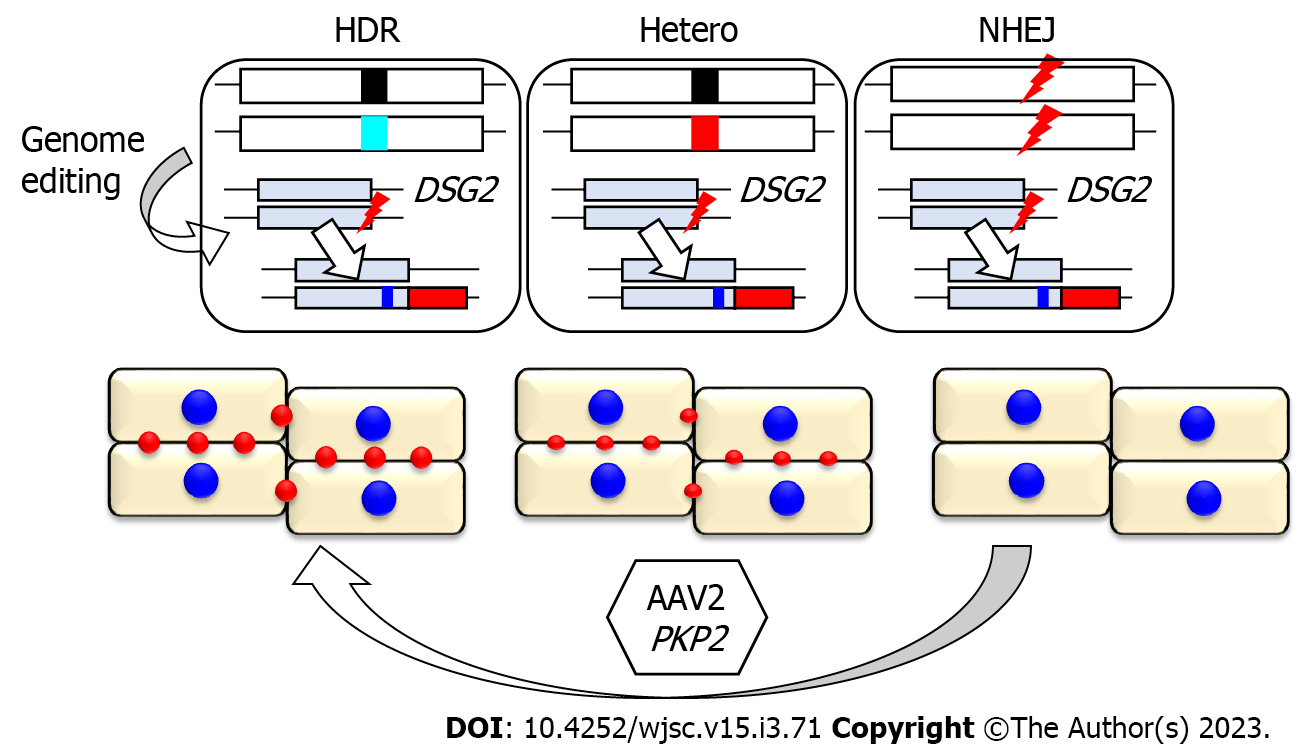 HDR
Hetero
NHEJ
Genome
editing
DSG2
DSG2
DSG2
AAV2
PKP2
DOI: 10.4252/wjsc.v15.i3.71 Copyright ©The Author(s) 2023.